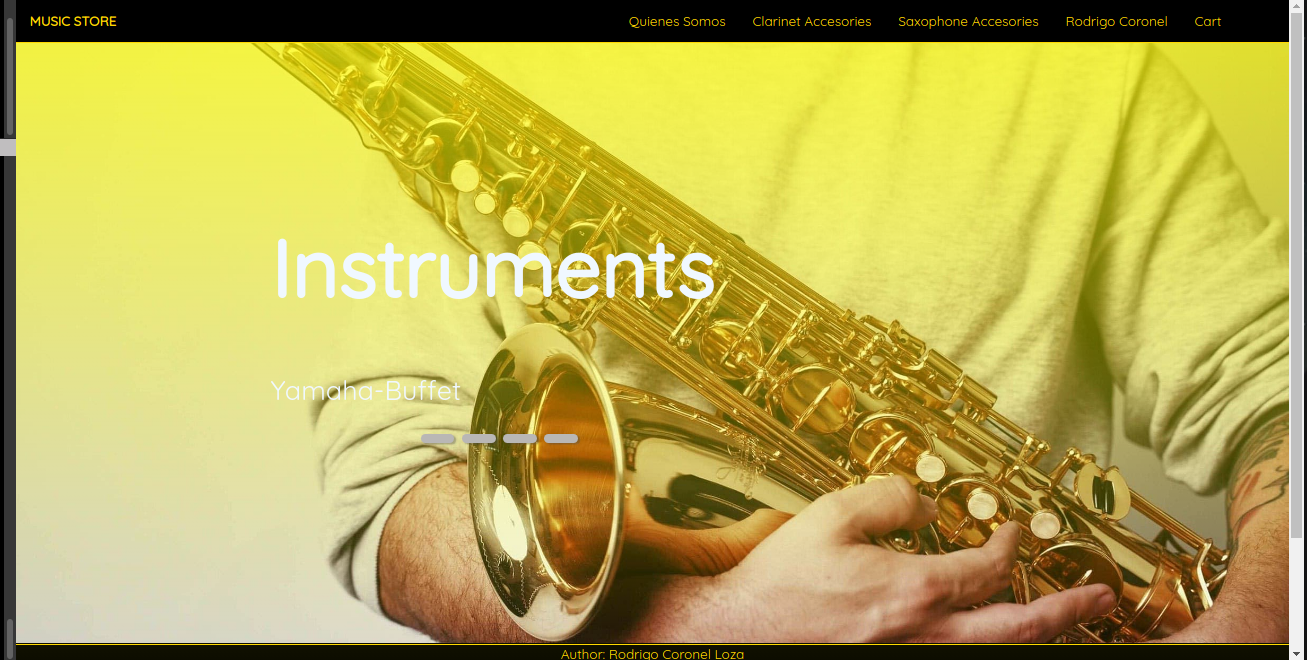 MUSIC STORE Quienes Somos Clarinet Accesories Saxophone Accesories Rodrigo Coronel Cart
Instruments
Yamaha-Buffet
Author: Rodrigo Coronel Loza